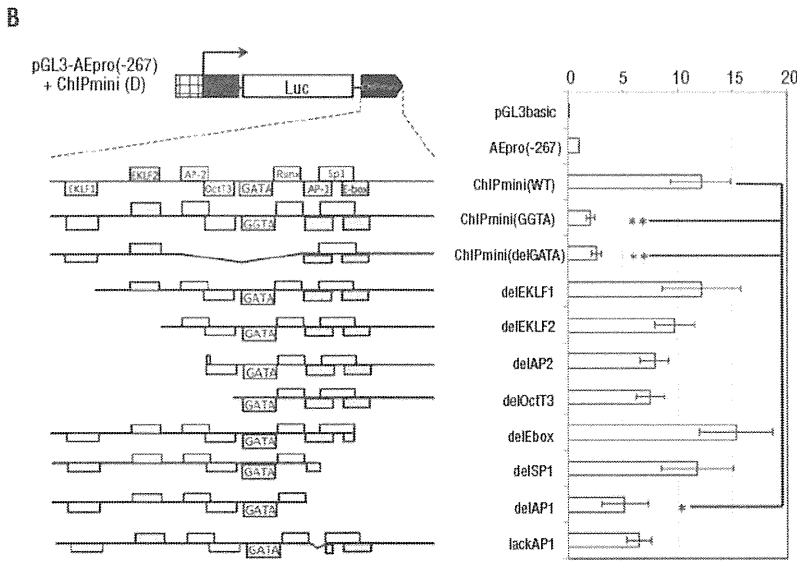 B
pGL3-AEpro(-267)
+ ChIPmini (D)
Luc
EKLF1 EKLF2 AP-2 OctT3 GATA Runx AP-1 Sp1 E-box
GGTA
GATA
GATA
GATA
GATA
GATA
GATA
GATA
GATA
0 5 10 15 20
pGL3basic
AEpro(-267)
ChIPmini(WT)
ChIPmini(GGTA) **
ChIPmini(delGATA) **
delEKLF1
delEKLF2
delAP2
delOctT3
delEbox
delSP1
delAP1 *
lackAP1